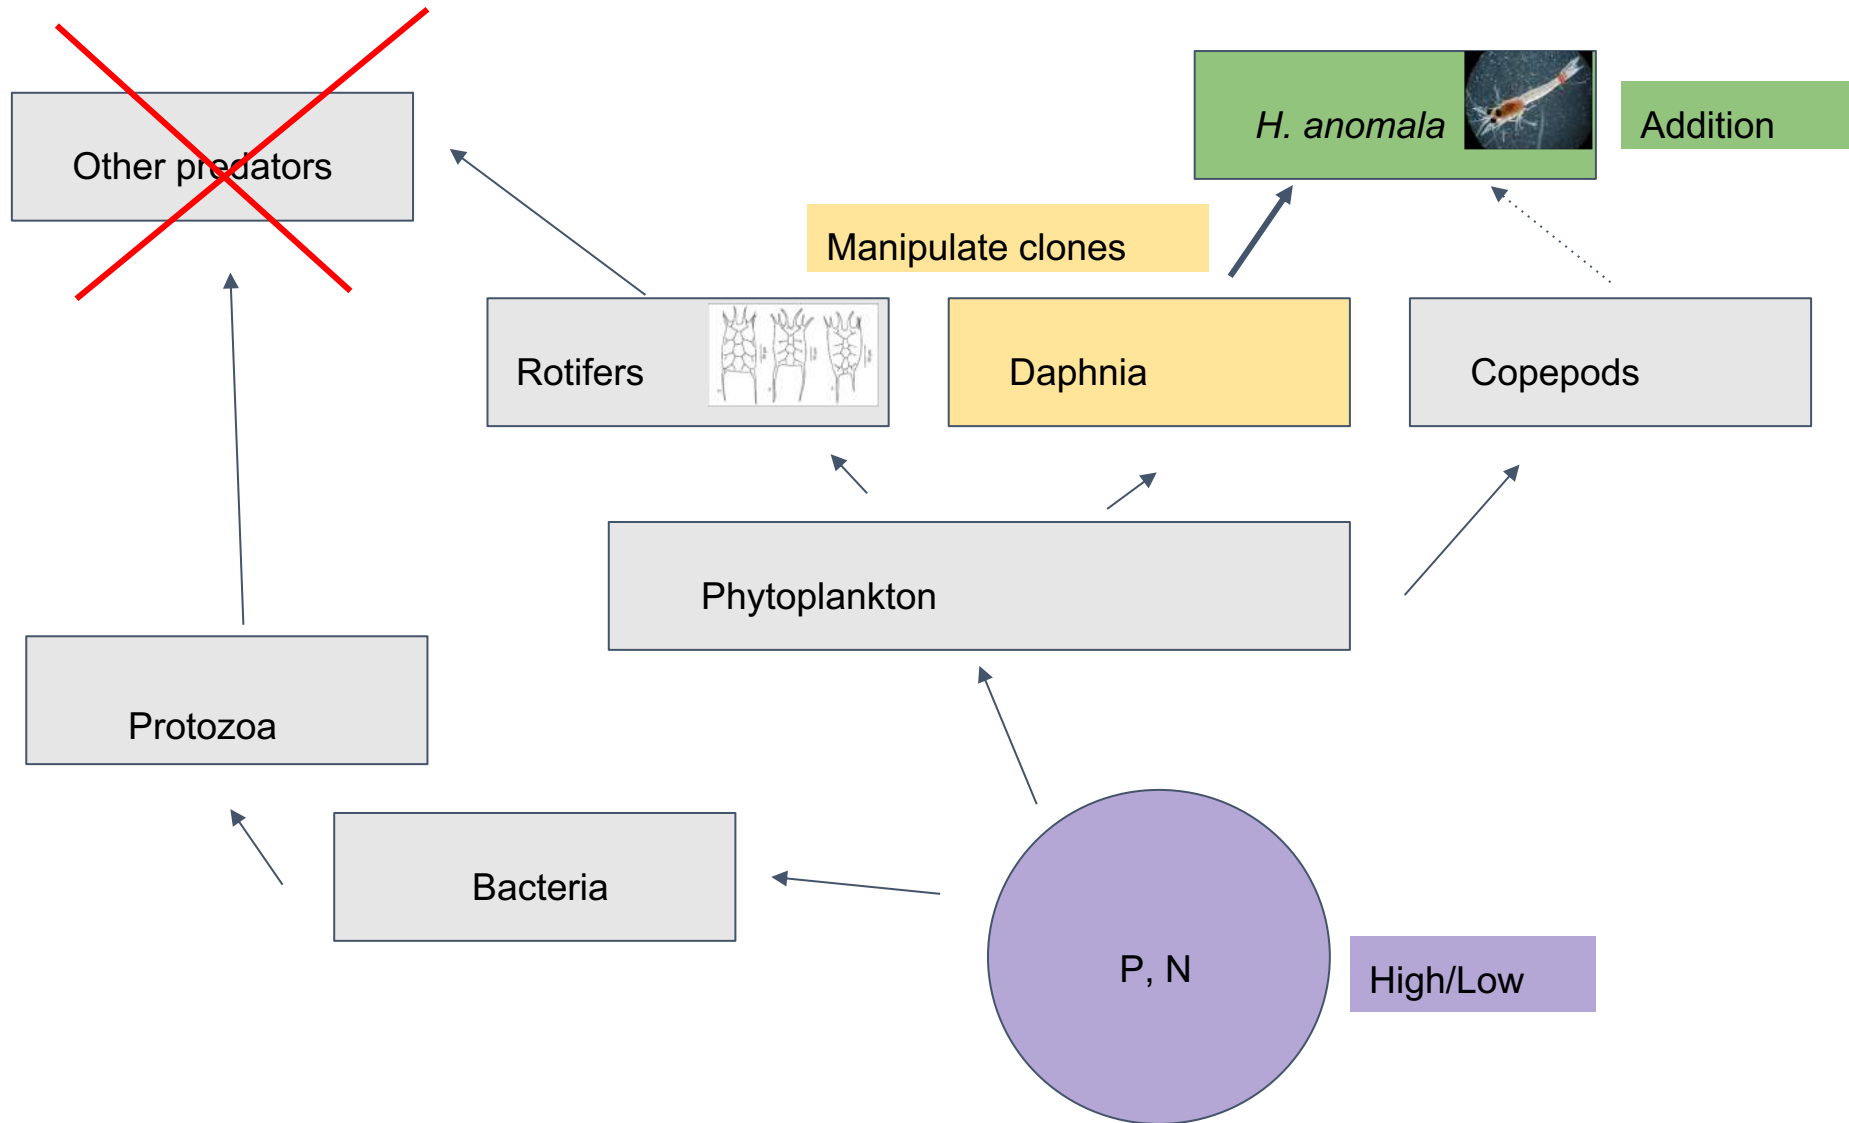 H. anomala
Addition
Other predators
Manipulate clones
Rotifers
Daphnia
Copepods
Phytoplankton
Protozoa
Bacteria
P, N
High/Low